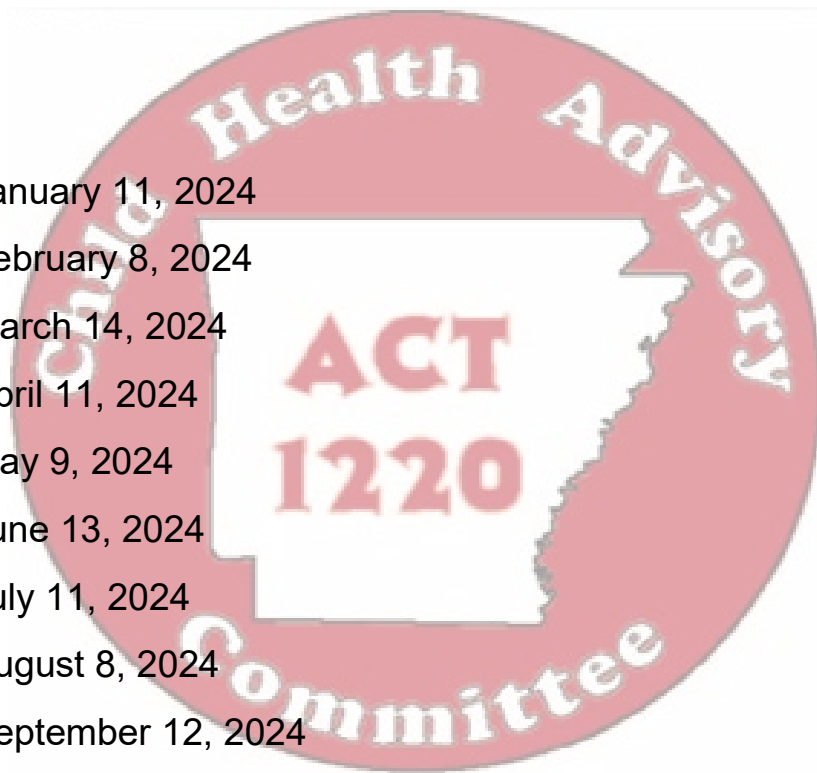 Child Health Advisory
anuary 11, 2024
ebruary 8, 2024
arch 14, 2024
pril 11, 2024
ay 9, 2024
une 13, 2024
uly 11, 2024
ugust 8, 2024
eptember 12, 2024
ACT
1220
Committee